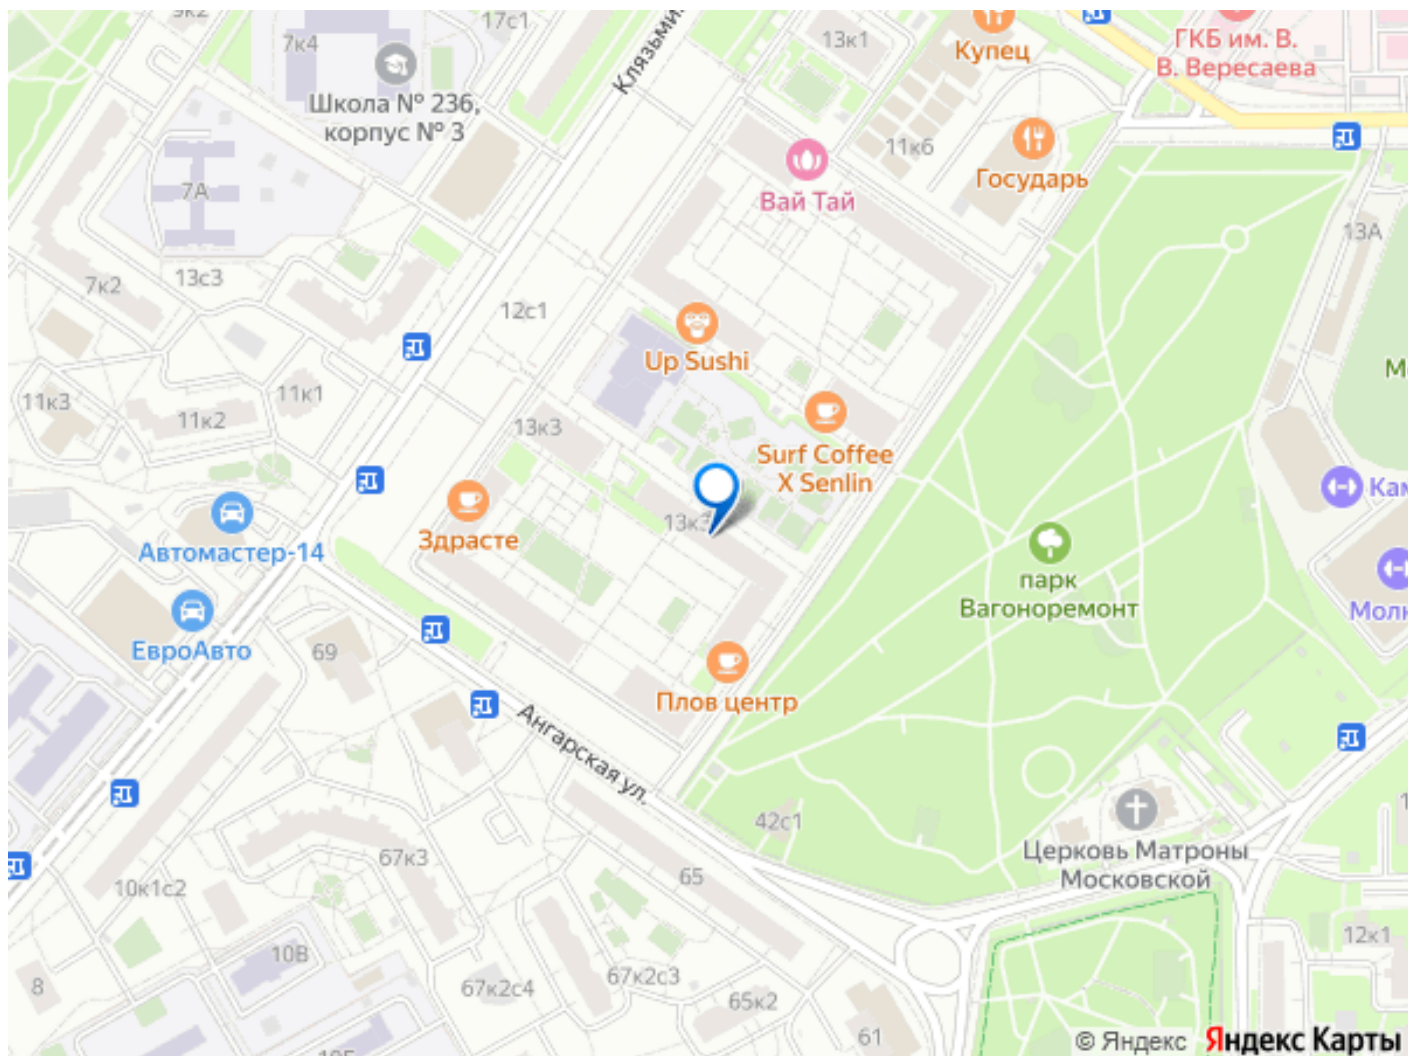 17с1
7к4
13к1
Купец
ГКБ им. В.
В. Вересаева
Клязьми
Школа № 236,
корпус № 3
11к6
Государь
Вай Тай
7А
13А
7к2
13с3
12с1
Up Sushi
11к3
11к2
11к1
13к3
Surf Coffee
X Senlin
Здрасте
Автомастер-14
парк
Вагоноремонт
ЕвроАвто
69
Плов центр
Ангарская ул.
42с1
Церковь Матроны
Московской
67к3
10к1с2
65
12к1
10В
8
67к2с4
67к2с3
65к2
61
© Яндекс
Яндекс Карты